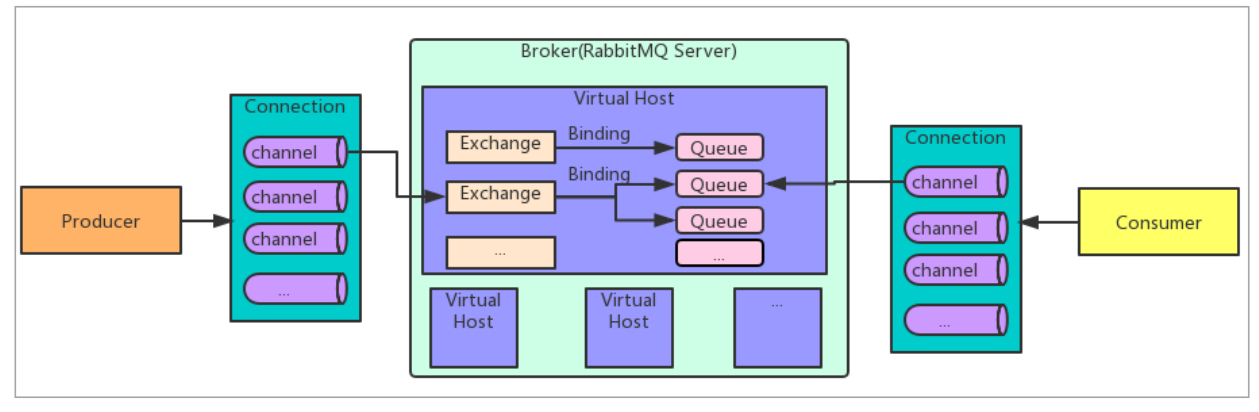 Broker(RabbitMQ Server)
Connection
channel
channel
channel
...
Producer
Virtual Host
Exchange
Binding
Queue
Exchange
Binding
Queue
Queue
...
...
Virtual
Host
Virtual
Host
...
Connection
channel
channel
channel
...
Consumer